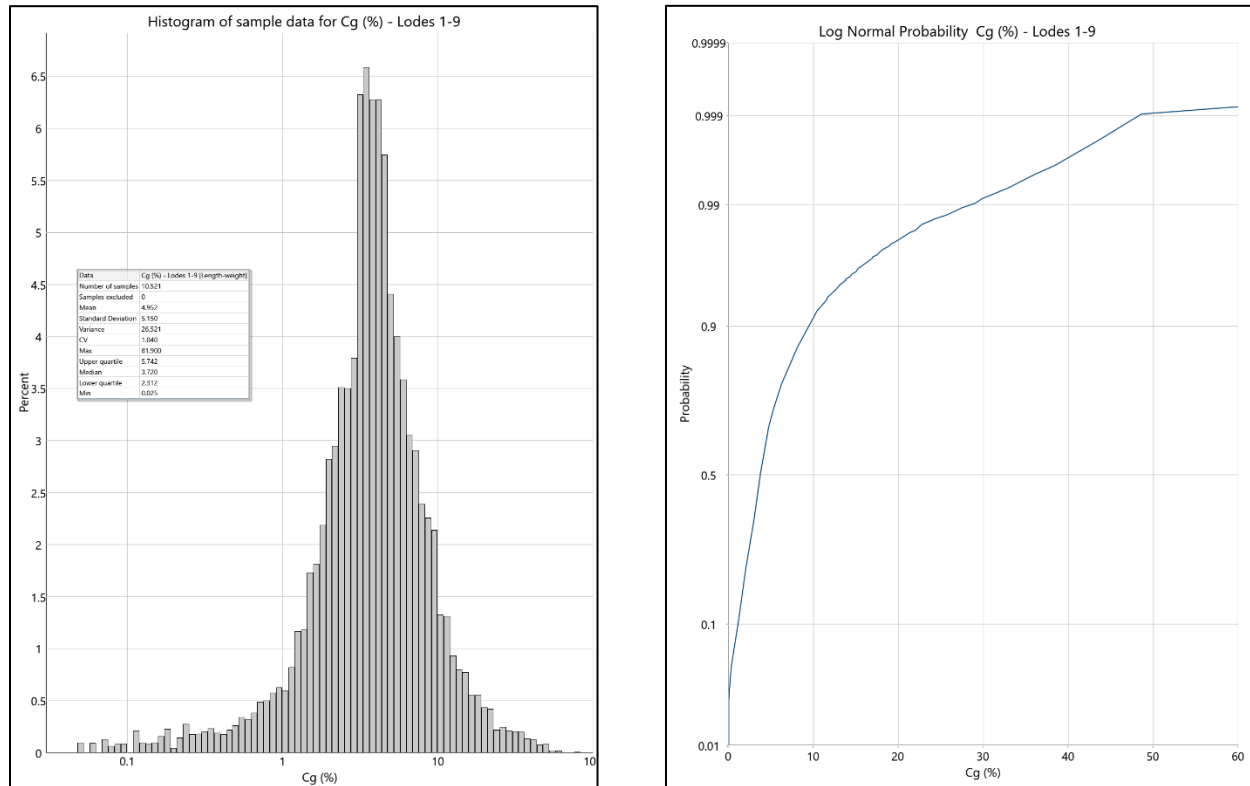 Histogram of sample data for Cg (%) - Lodes 1-9
6.5
6
5.5
5
4.5
4
3.5
3
2.5
2
1.5
1
0.5
0
Percent
Data Cg (%) - Lodes 1-9 (Length-weight)
Number of samples 10,521
Samples excluded 0
Mean 4.952
Standard Deviation 5.150
Variance 26.521
CV 1.040
Max 81.900
Upper quartile 5.742
Median 3.720
Lower quartile 2.312
Min 0.025
0.1 1 10 10
Cg (%)
Log Normal Probability Cg (%) - Lodes 1-9
0.9999
0.999
0.99
0.9
0.5
0.1
0.01
Probability
0 10 20 30 40 50 60
Cg (%)